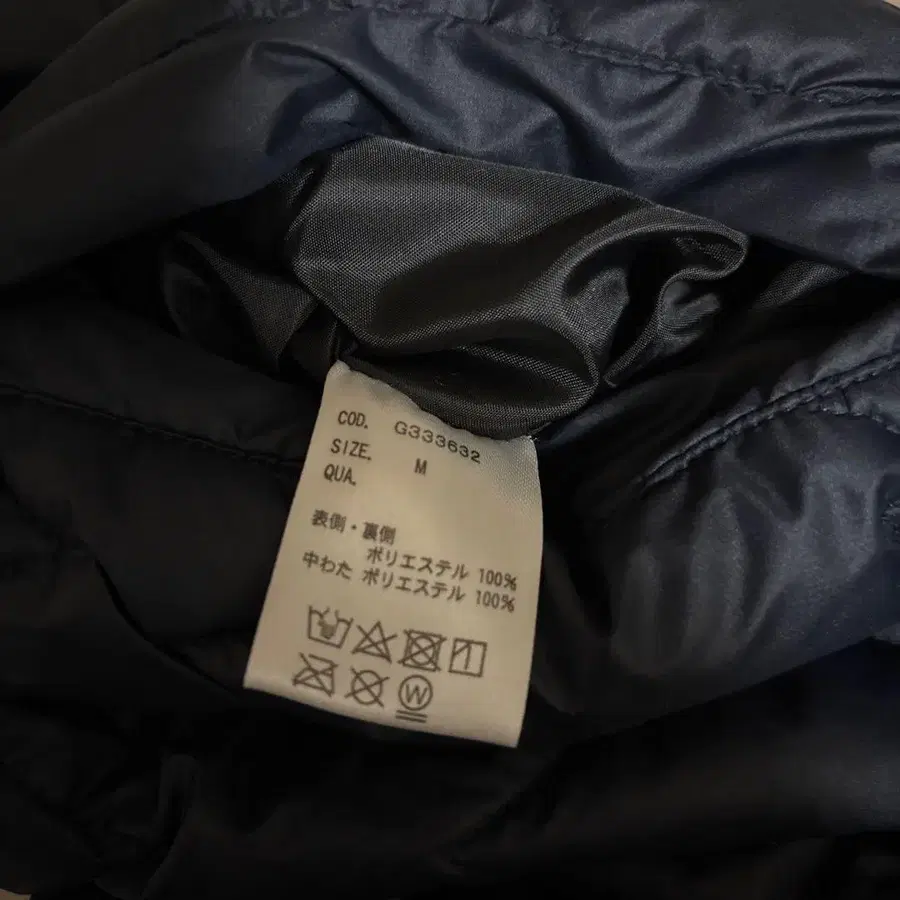 COD. G333632
SIZE. M
QUA.
表側・裏側
ポリエステル 100%
中わた ポリエステル 100%
W